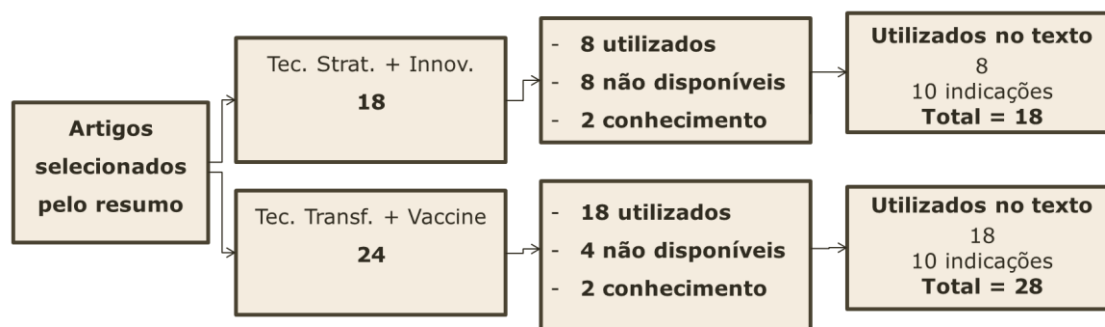 Artigos
selecionados
pelo resumo
Tec. Strat. + Innov.
18
- 8 utilizados
- 8 não disponíveis
- 2 conhecimento
Utilizados no texto
8
10 indicações
Total = 18
Tec. Transf. + Vaccine
24
- 18 utilizados
- 4 não disponíveis
- 2 conhecimento
Utilizados no texto
18
10 indicações
Total = 28